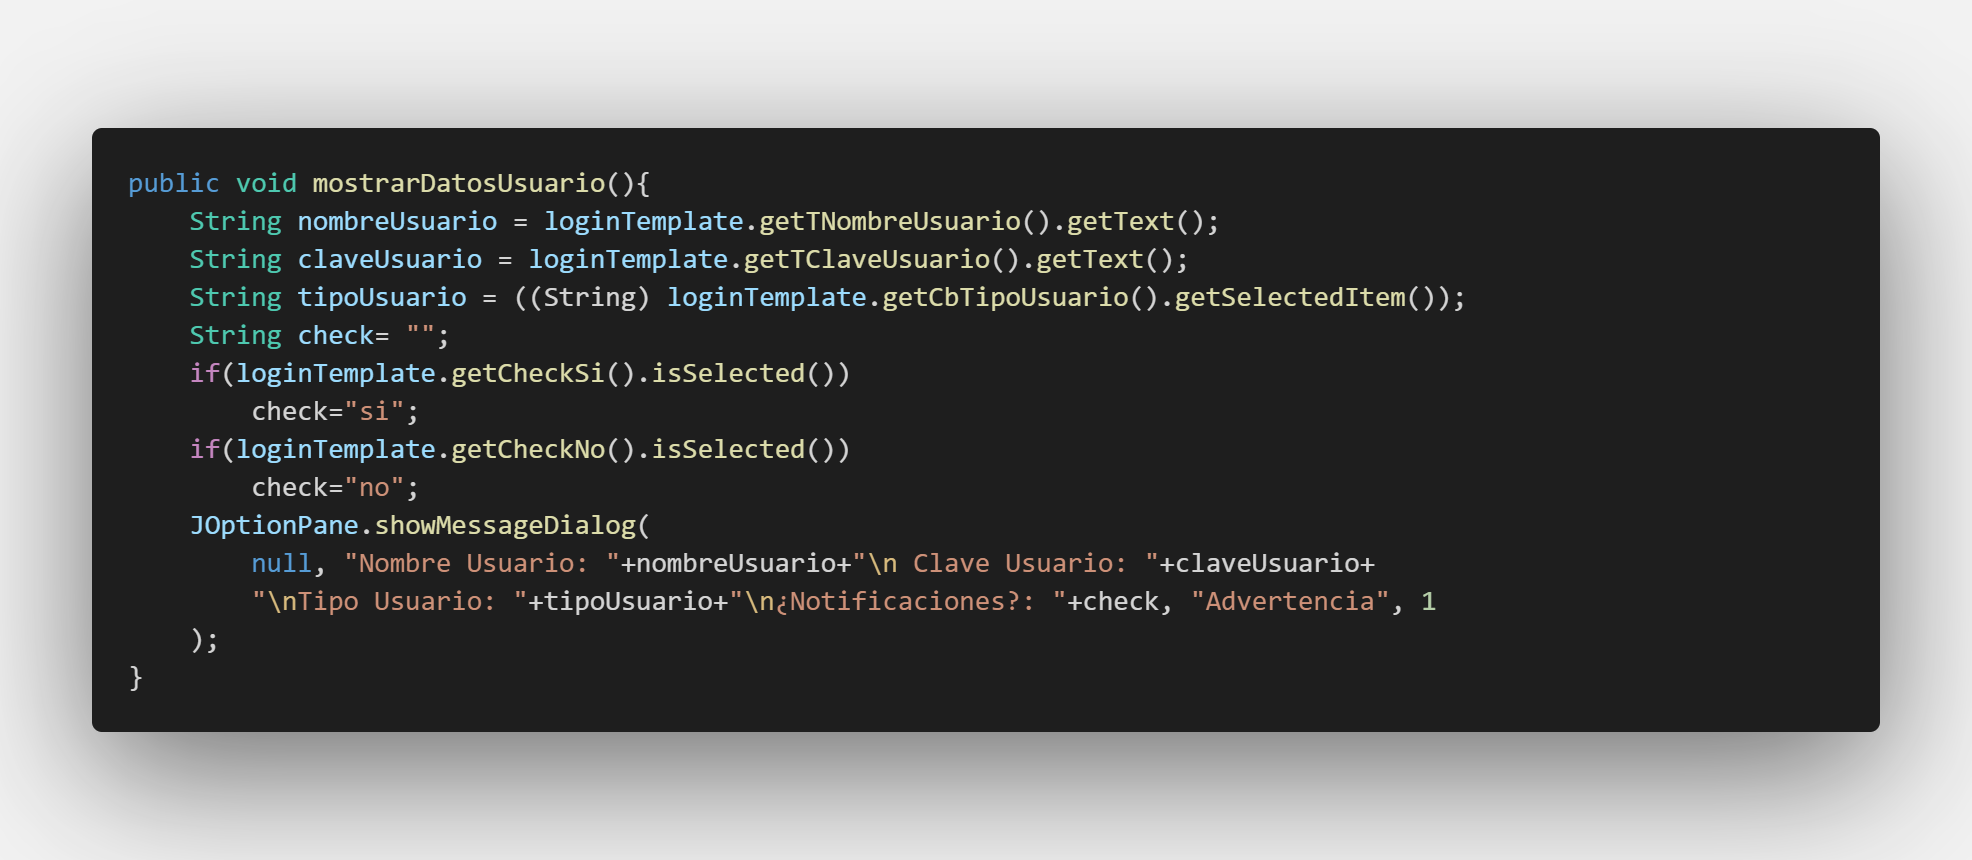 public void mostrarDatosUsuario(){
    String nombreUsuario = loginTemplate.getTNombreUsuario().getText();
    String claveUsuario = loginTemplate.getTClaveUsuario().getText();
    String tipoUsuario = ((String) loginTemplate.getCbTipoUsuario().getSelectedItem());
    String check= "";
    if(loginTemplate.getCheckSi().isSelected())
        check="si";
    if(loginTemplate.getCheckNo().isSelected())
        check="no";
    JOptionPane.showMessageDialog(
        null, "Nombre Usuario: "+nombreUsuario+"\n Clave Usuario: "+claveUsuario+
        "\nTipo Usuario: "+tipoUsuario+"\n¿Notificaciones?: "+check, "Advertencia", 1
    );
}